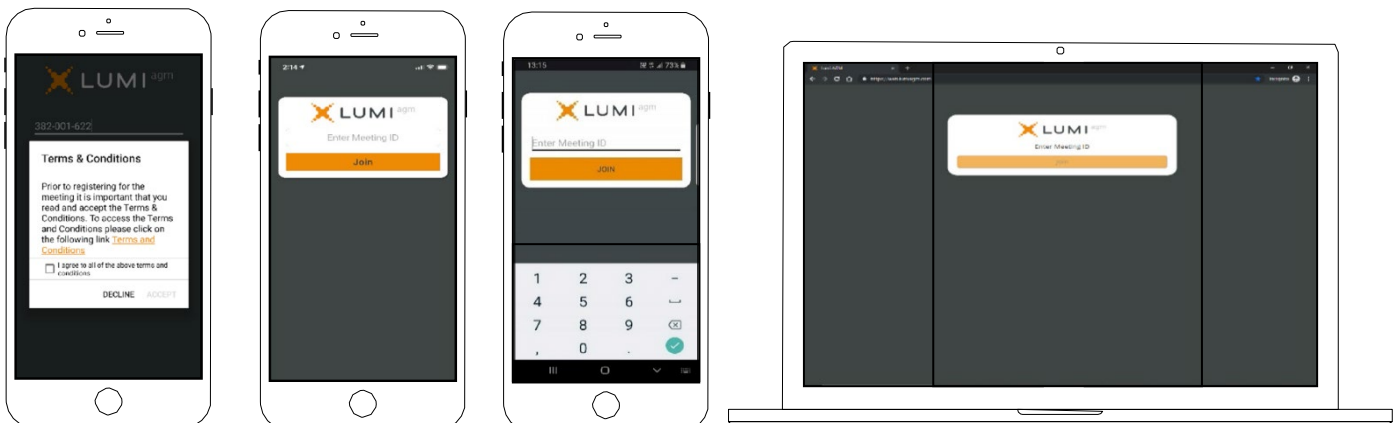 LUMI agm
382-001-622
Terms & Conditions
Prior to registering for the
meeting it is important that you
read and accept the Terms &
Conditions. To access the Terms
and Conditions please click on
the following link Terms and
Conditions
I agree to all of the above terms and
conditions
DECLINE ACCEPT
2:14
LUMI agm
Enter Meeting ID
Join
13:15 73%
LUMI agm
Enter Meeting ID
JOIN
1 2 3 -
4 5 6
7 8 9
, 0 .
LUMI agm
Enter Meeting ID
Join